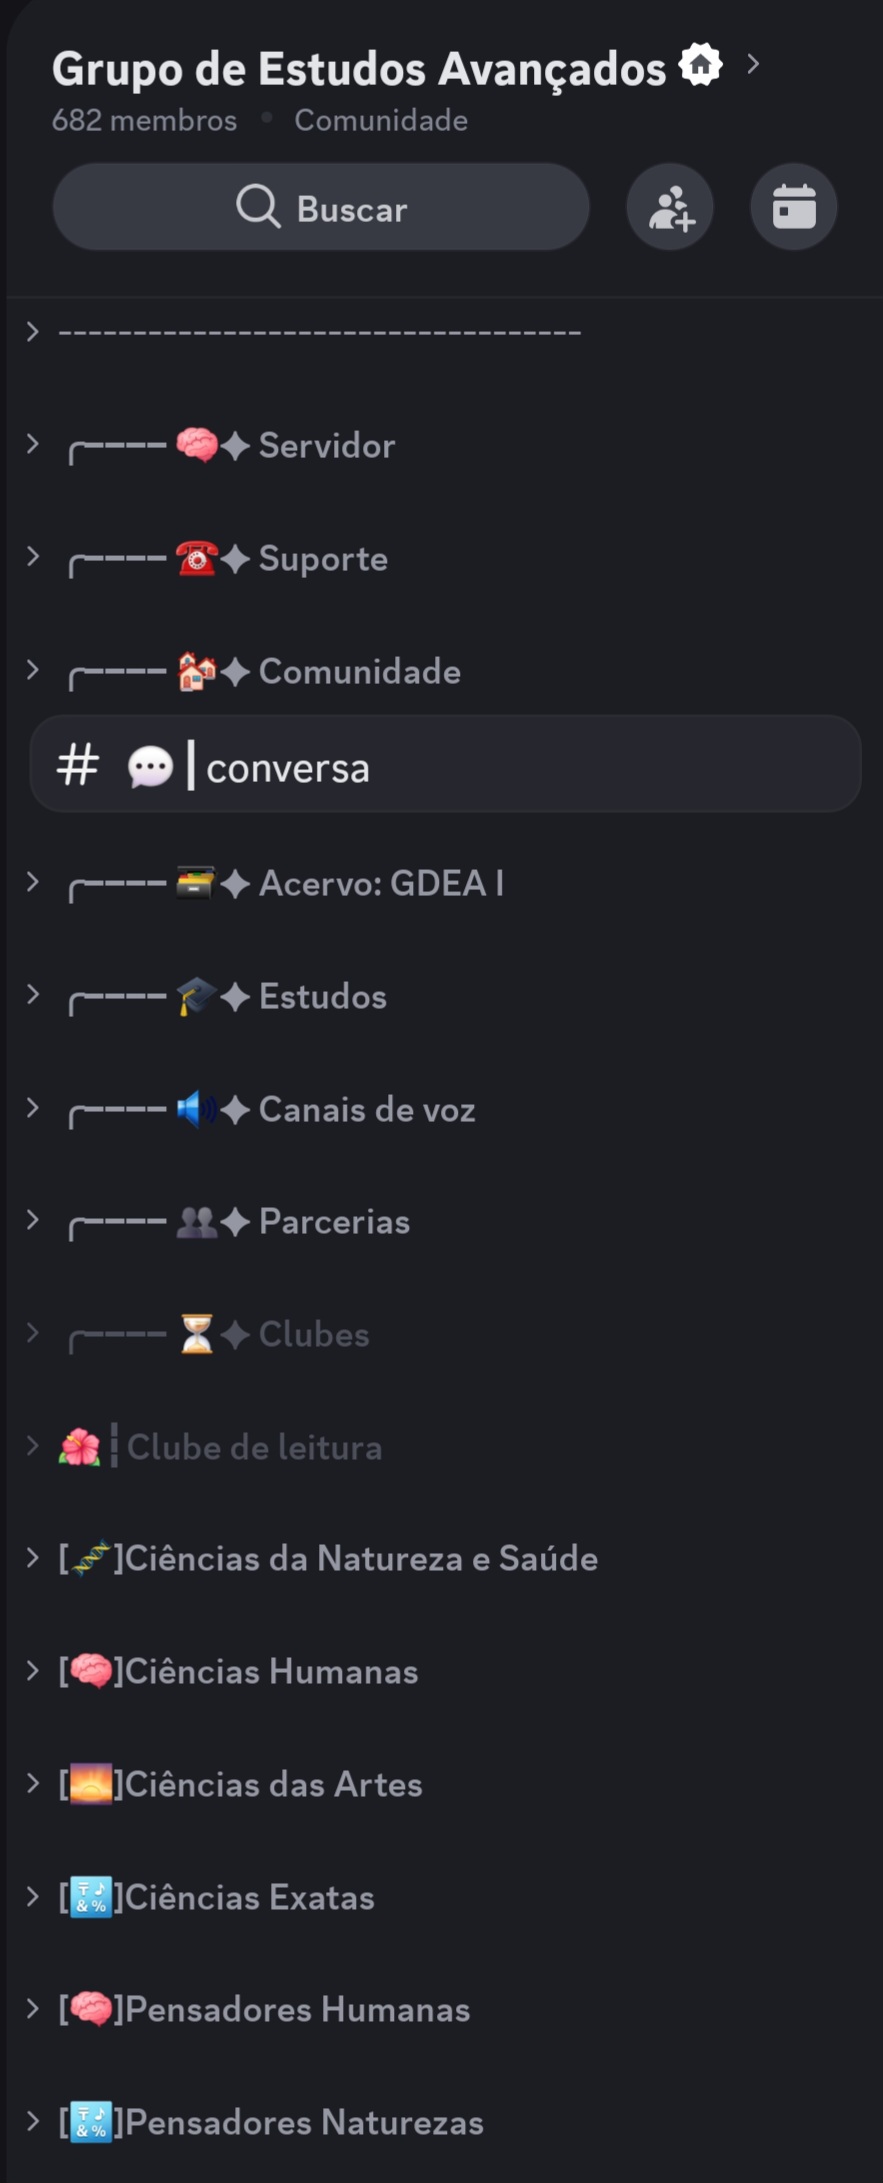 Grupo de Estudos Avançados
682 membros • Comunidade
Buscar
-----------------------------------
╭---- 🧠✦ Servidor
╭---- ☎️✦ Suporte
╭---- 🏘️✦ Comunidade
# 💬┃conversa
╭---- 🗃️✦ Acervo: GDEA I
╭---- 🎓✦ Estudos
╭---- 🔊✦ Canais de voz
╭---- 👥✦ Parcerias
╭---- ⏳✦ Clubes
🌺┇Clube de leitura
[🧬]Ciências da Natureza e Saúde
[🧠]Ciências Humanas
[🌅]Ciências das Artes
[🔣]Ciências Exatas
[🧠]Pensadores Humanas
[🔣]Pensadores Naturezas